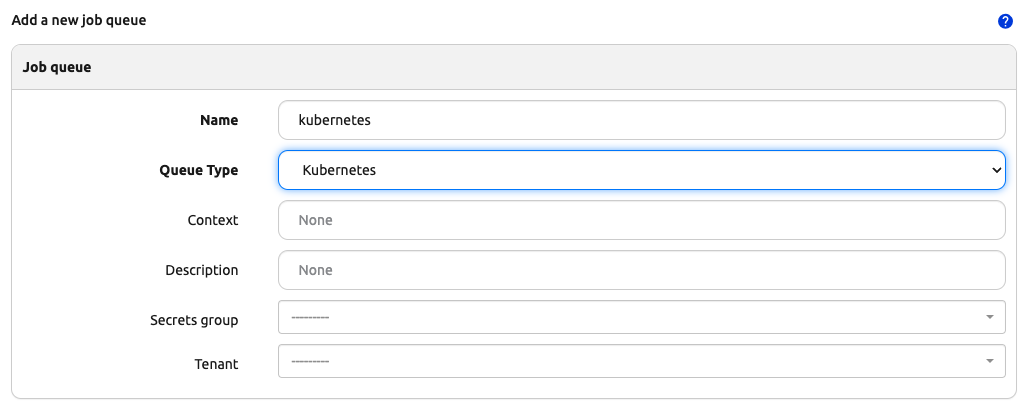 Add a new job queue
?
Job queue
Name kubernetes
Queue Type Kubernetes
Context None
Description None
Secrets group ---------
Tenant ---------